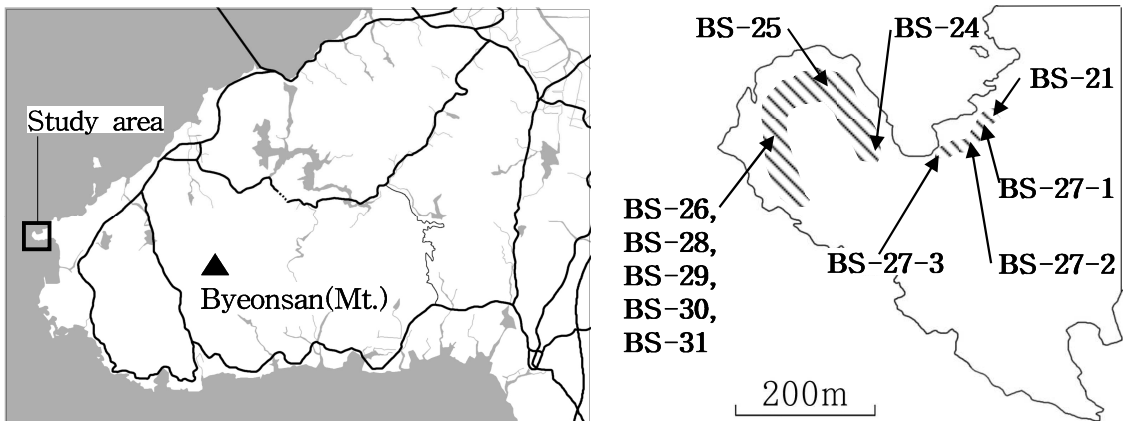 Study area
Byeonsan(Mt.)
BS-25
BS-24
BS-21
BS-27-1
BS-26,
BS-28,
BS-29,
BS-30,
BS-31
BS-27-3
BS-27-2
200m